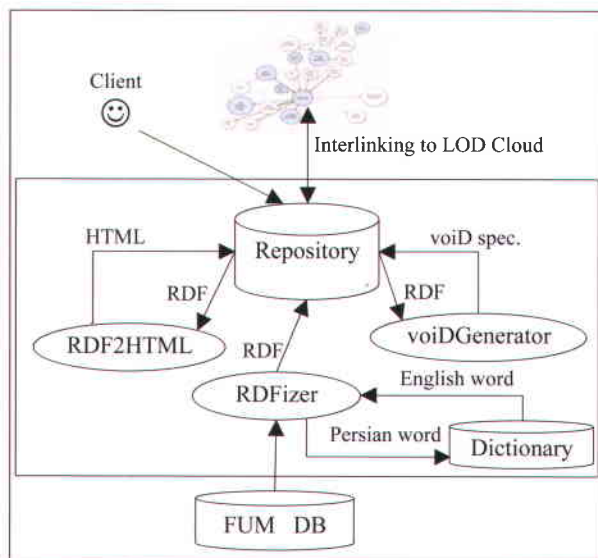 Client
Interlinking to LOD Cloud
HTML
Repository
voiD spec.
RDF
RDF
RDF2HTML
RDF
voiDGenerator
RDFizer
English word
Persian word
Dictionary
FUM DB